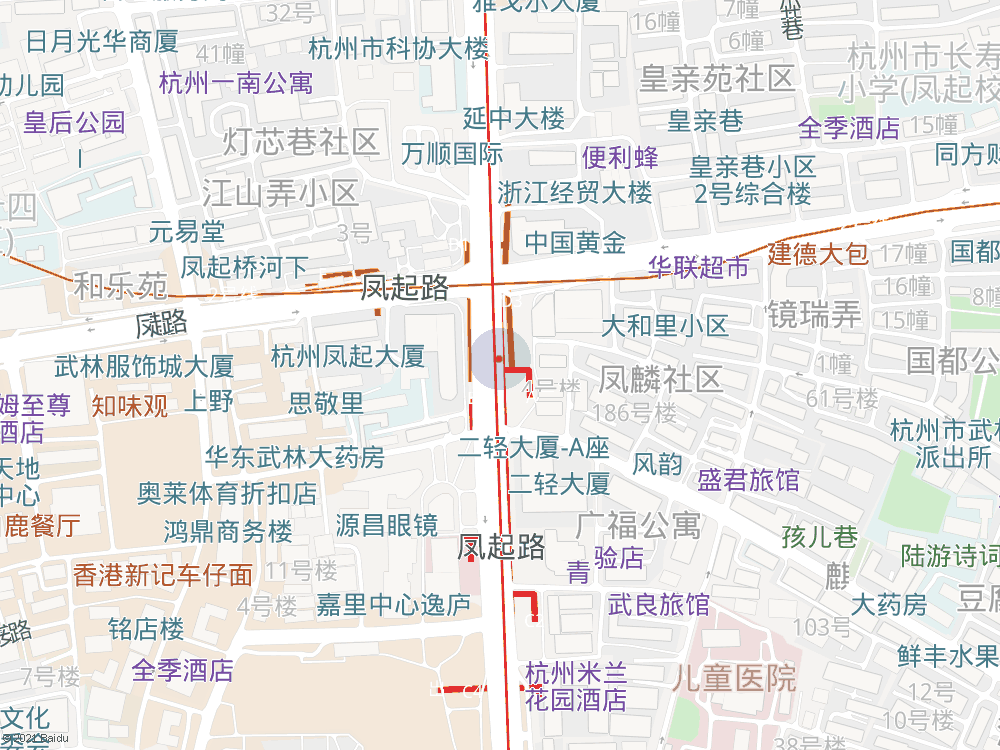 32号
雅戈尔大厦
16幢
7幢
6幢
日月光华商厦
41幢
杭州市科协大楼
杭州一南公寓
皇亲苑社区
杭州市长寿
小学(凤起校
幼儿园
皇后公园
延中大楼
皇亲巷
全季酒店
15幢
灯芯巷社区
万顺国际
便利蜂
皇亲巷小区
2号综合楼
同方财
江山弄小区
浙江经贸大楼
元易堂
3号
中国黄金
凤起桥河下
华联超市
建德大包
17幢
国都
和乐苑
凤起路
16幢
8幢
凤起路
大和里小区
镜瑞弄
15幢
武林服饰城大厦
杭州凤起大厦
1幢
国都公
凤麟社区
姆至尊
酒店
知味观
上野
思敬里
186号楼
61号楼
二轻大厦-A座
杭州市武林
派出所
天地
中心
华东武林大药房
风韵
盛君旅馆
奥莱体育折扣店
二轻大厦
鹿餐厅
鸿鼎商务楼
源昌眼镜
广福公寓
孩儿巷
凤起路
青
验店
陆游诗词
11号楼
香港新记车仔面
麒
4号楼
嘉里中心逸庐
武良旅馆
大药房
铭店楼
103号
7号楼
全季酒店
杭州米兰
花园酒店
儿童医院
鲜丰水果
12号
10号楼
文化
38号楼
© 2021 Baidu